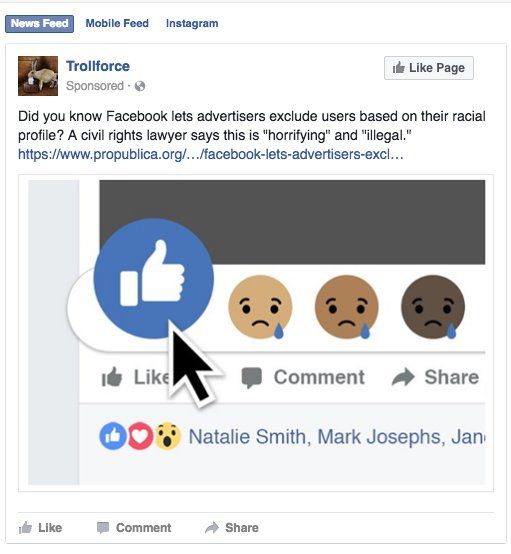 News Feed Mobile Feed Instagram
Trollforce
Sponsored ·
Like Page
Did you know Facebook lets advertisers exclude users based on their racial
profile? A civil rights lawyer says this is "horrifying" and "illegal."
https://www.propublica.org/…/facebook-lets-advertisers-excl…
Like Comment Share
Natalie Smith, Mark Josephs, Jan
Like Comment Share